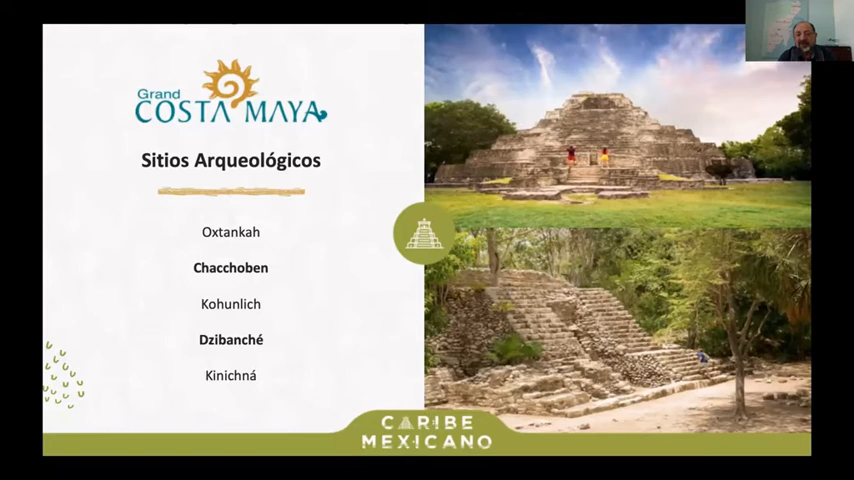 Grand
COSTA MAYA
Sitios Arqueológicos
Oxtankah
Chacchoben
Kohunlich
Dzibanché
Kinichná
CARIBE
MEXICANO